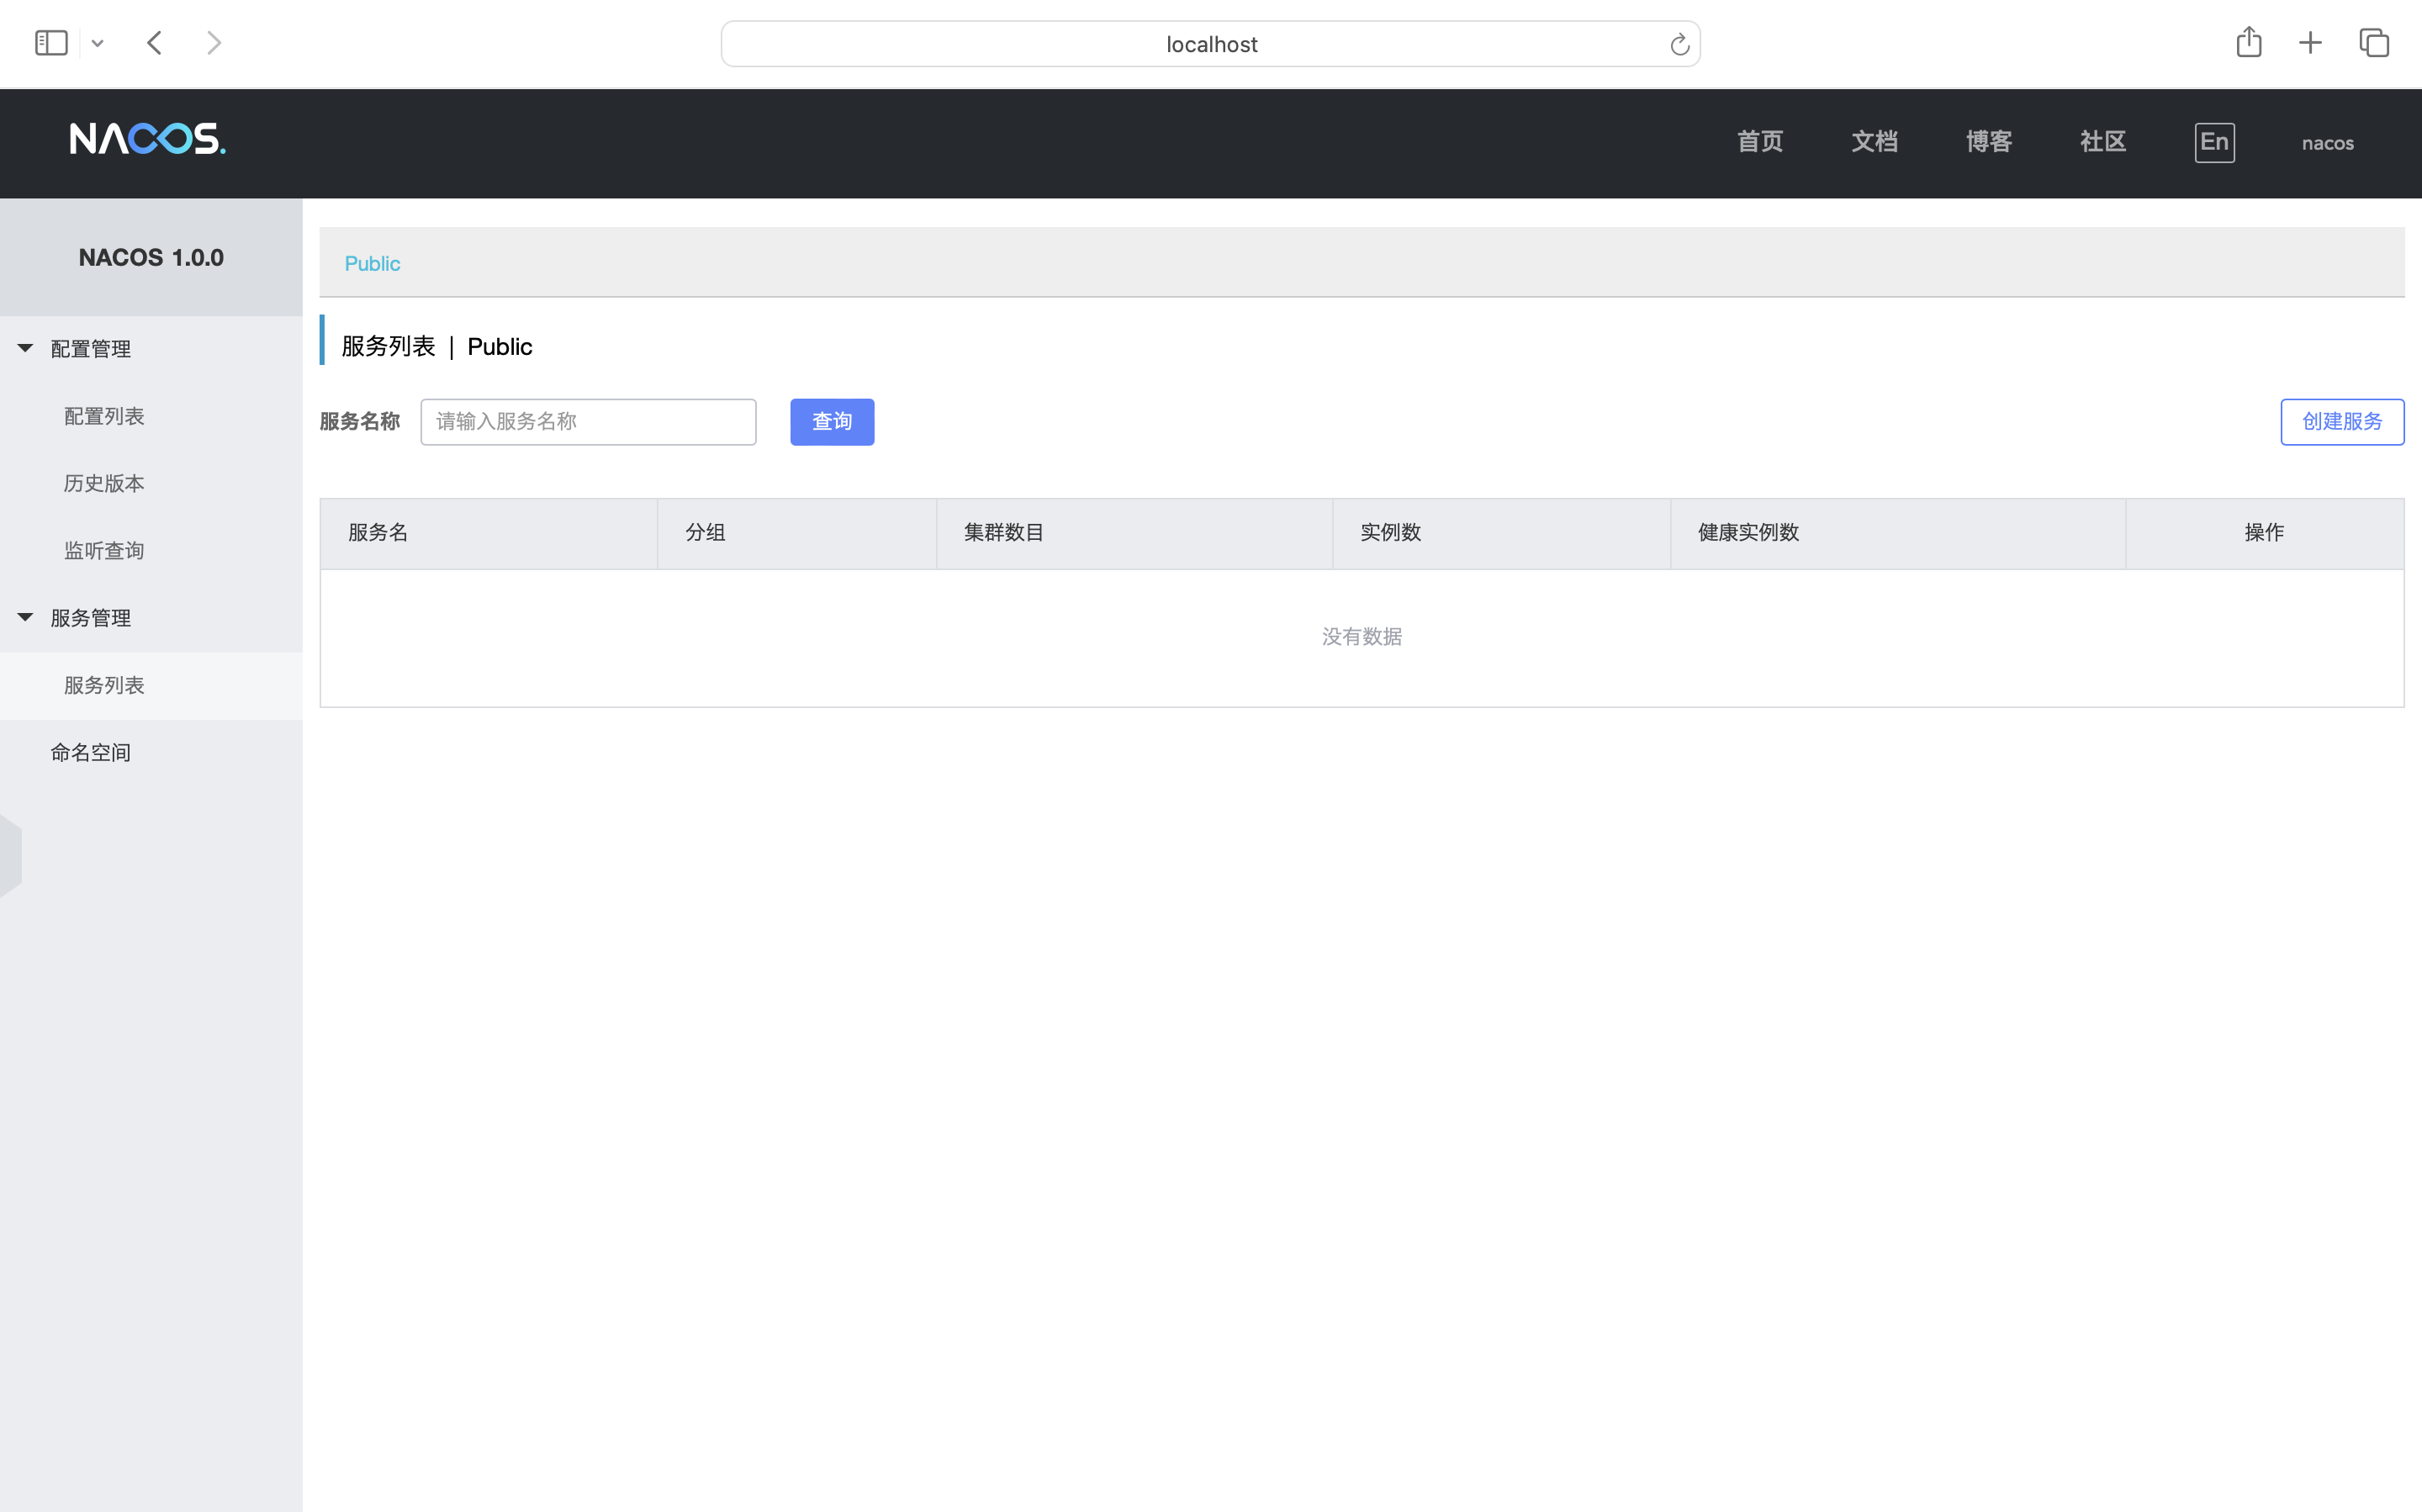 localhost
NACOS.
首页 文档 博客 社区 En nacos
NACOS 1.0.0
配置管理
配置列表
历史版本
监听查询
服务管理
服务列表
命名空间
Public
服务列表 | Public
服务名称 请输入服务名称 查询 创建服务
服务名 分组 集群数目 实例数 健康实例数 操作
没有数据